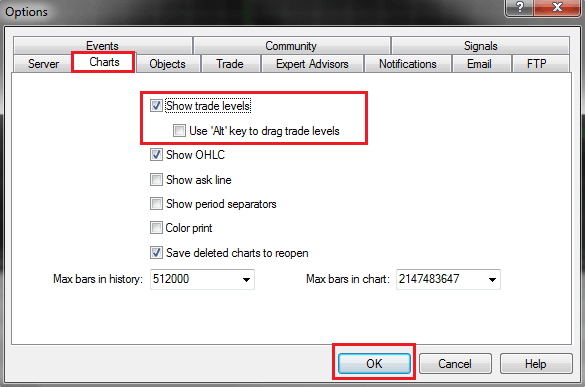 Options
Events Community Signals
Server Charts Objects Trade Expert Advisors Notifications Email FTP
Show trade levels
Use 'Alt' key to drag trade levels
Show OHLC
Show ask line
Show period separators
Color print
Save deleted charts to reopen
Max bars in history: 512000 Max bars in chart: 2147483647
OK Cancel Help